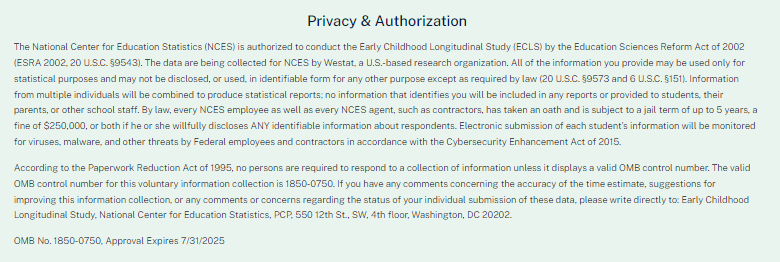 Privacy & Authorization
The National Center for Education Statistics (NCES) is authorized to conduct the Early Childhood Longitudinal Study (ECLS) by the Education Sciences Reform Act of 2002
(ESRA 2002, 20 U.S.C. §9543). The data are being collected for NCES by Westat, a U.S.-based research organization. All of the information you provide may be used only for
statistical purposes and may not be disclosed, or used, in identifiable form for any other purpose except as required by law (20 U.S.C. §9573 and 6 U.S.C. §151). Information
from multiple individuals will be combined to produce statistical reports; no information that identifies you will be included in any reports or provided to students, their
parents, or other school staff. By law, every NCES employee as well as every NCES agent, such as contractors, has taken an oath and is subject to a jail term of up to 5 years, a
fine of $250,000, or both if he or she willfully discloses ANY identifiable information about respondents. Electronic submission of each student's information will be monitored
for viruses, malware, and other threats by Federal employees and contractors in accordance with the Cybersecurity Enhancement Act of 2015.
According to the Paperwork Reduction Act of 1995, no persons are required to respond to a collection of information unless it displays a valid OMB control number. The valid
OMB control number for this voluntary information collection is 1850-0750. If you have any comments concerning the accuracy of the time estimate, suggestions for
improving this information collection, or any comments or concerns regarding the status of your individual submission of these data, please write directly to: Early Childhood
Longitudinal Study, National Center for Education Statistics, PCP, 550 12th St., SW, 4th floor, Washington, DC 20202.
OMB No. 1850-0750, Approval Expires 7/31/2025